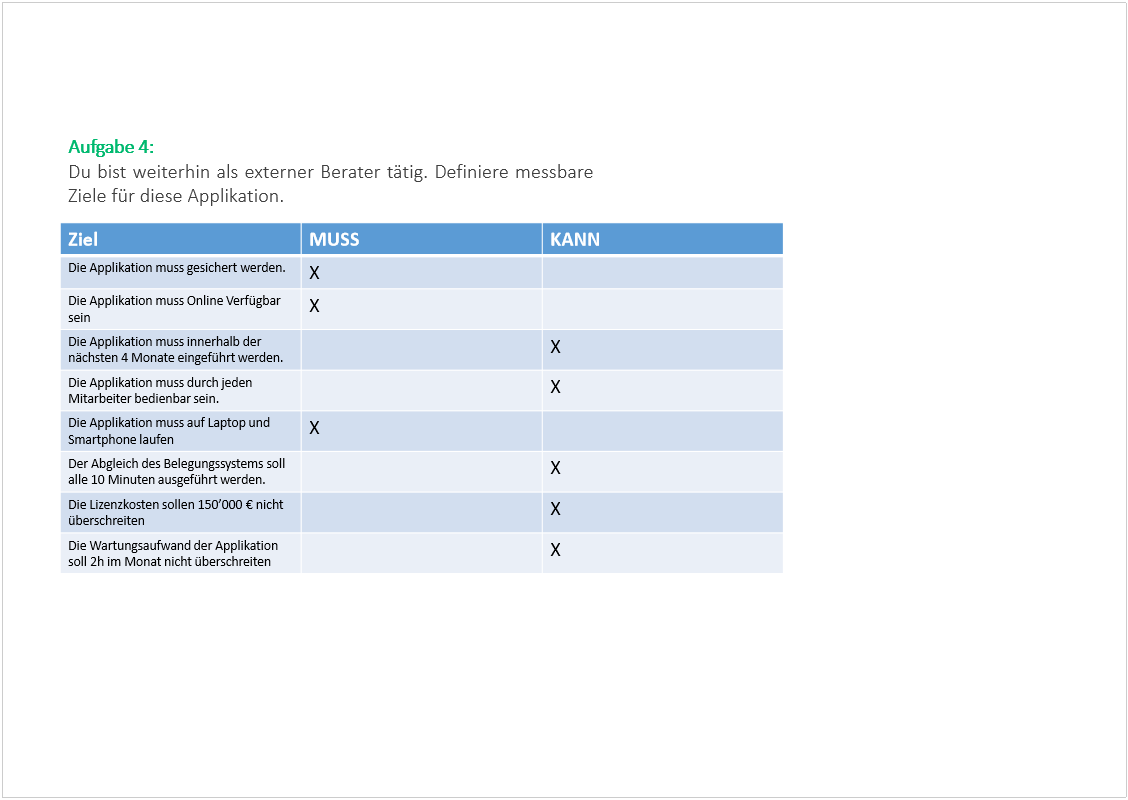 Aufgabe 4:
Du bist weiterhin als externer Berater tätig. Definiere messbare
Ziele für diese Applikation.
Ziel MUSS KANN
Die Applikation muss gesichert werden. X
Die Applikation muss Online Verfügbar X
sein
Die Applikation muss innerhalb der X
nächsten 4 Monate eingeführt werden.
Die Applikation muss durch jeden X
Mitarbeiter bedienbar sein.
Die Applikation muss auf Laptop und X
Smartphone laufen
Der Abgleich des Belegungssystems soll X
alle 10 Minuten ausgeführt werden.
Die Lizenzkosten sollen 150’000 € nicht X
überschreiten
Die Wartungsaufwand der Applikation X
soll 2h im Monat nicht überschreiten